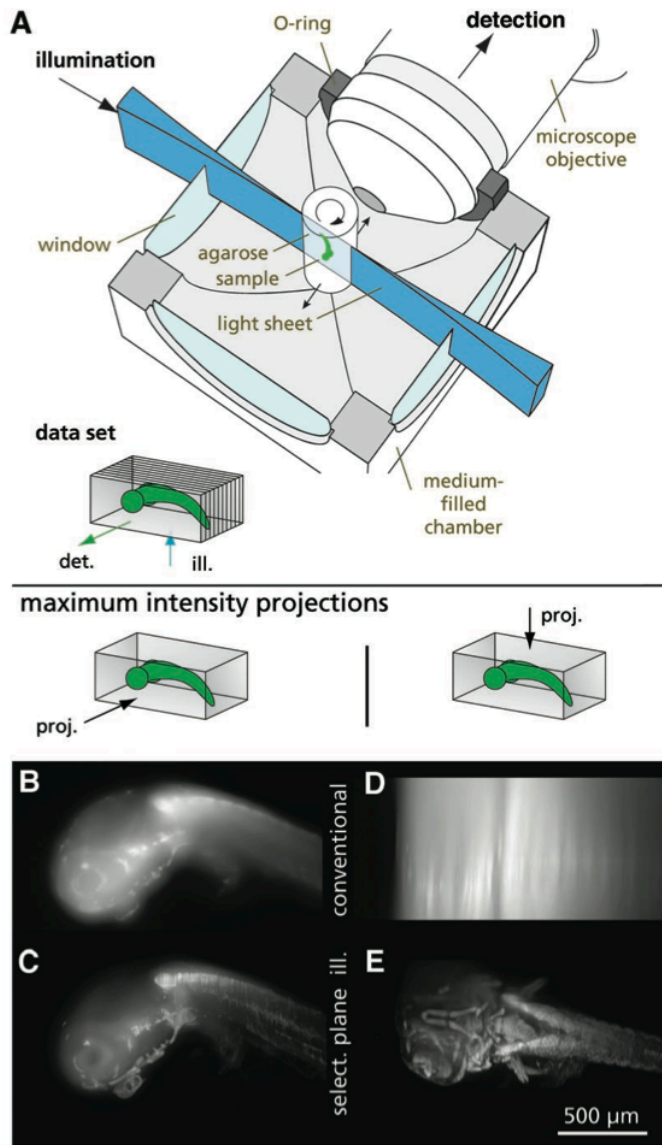 A
O-ring
detection
illumination
microscope
objective
window
agarose
sample
light sheet
data set
medium-
filled
chamber
det.
ill.
maximum intensity projections
proj.
proj.
B
conventional
D
C
select. plane ill.
E
500 µm